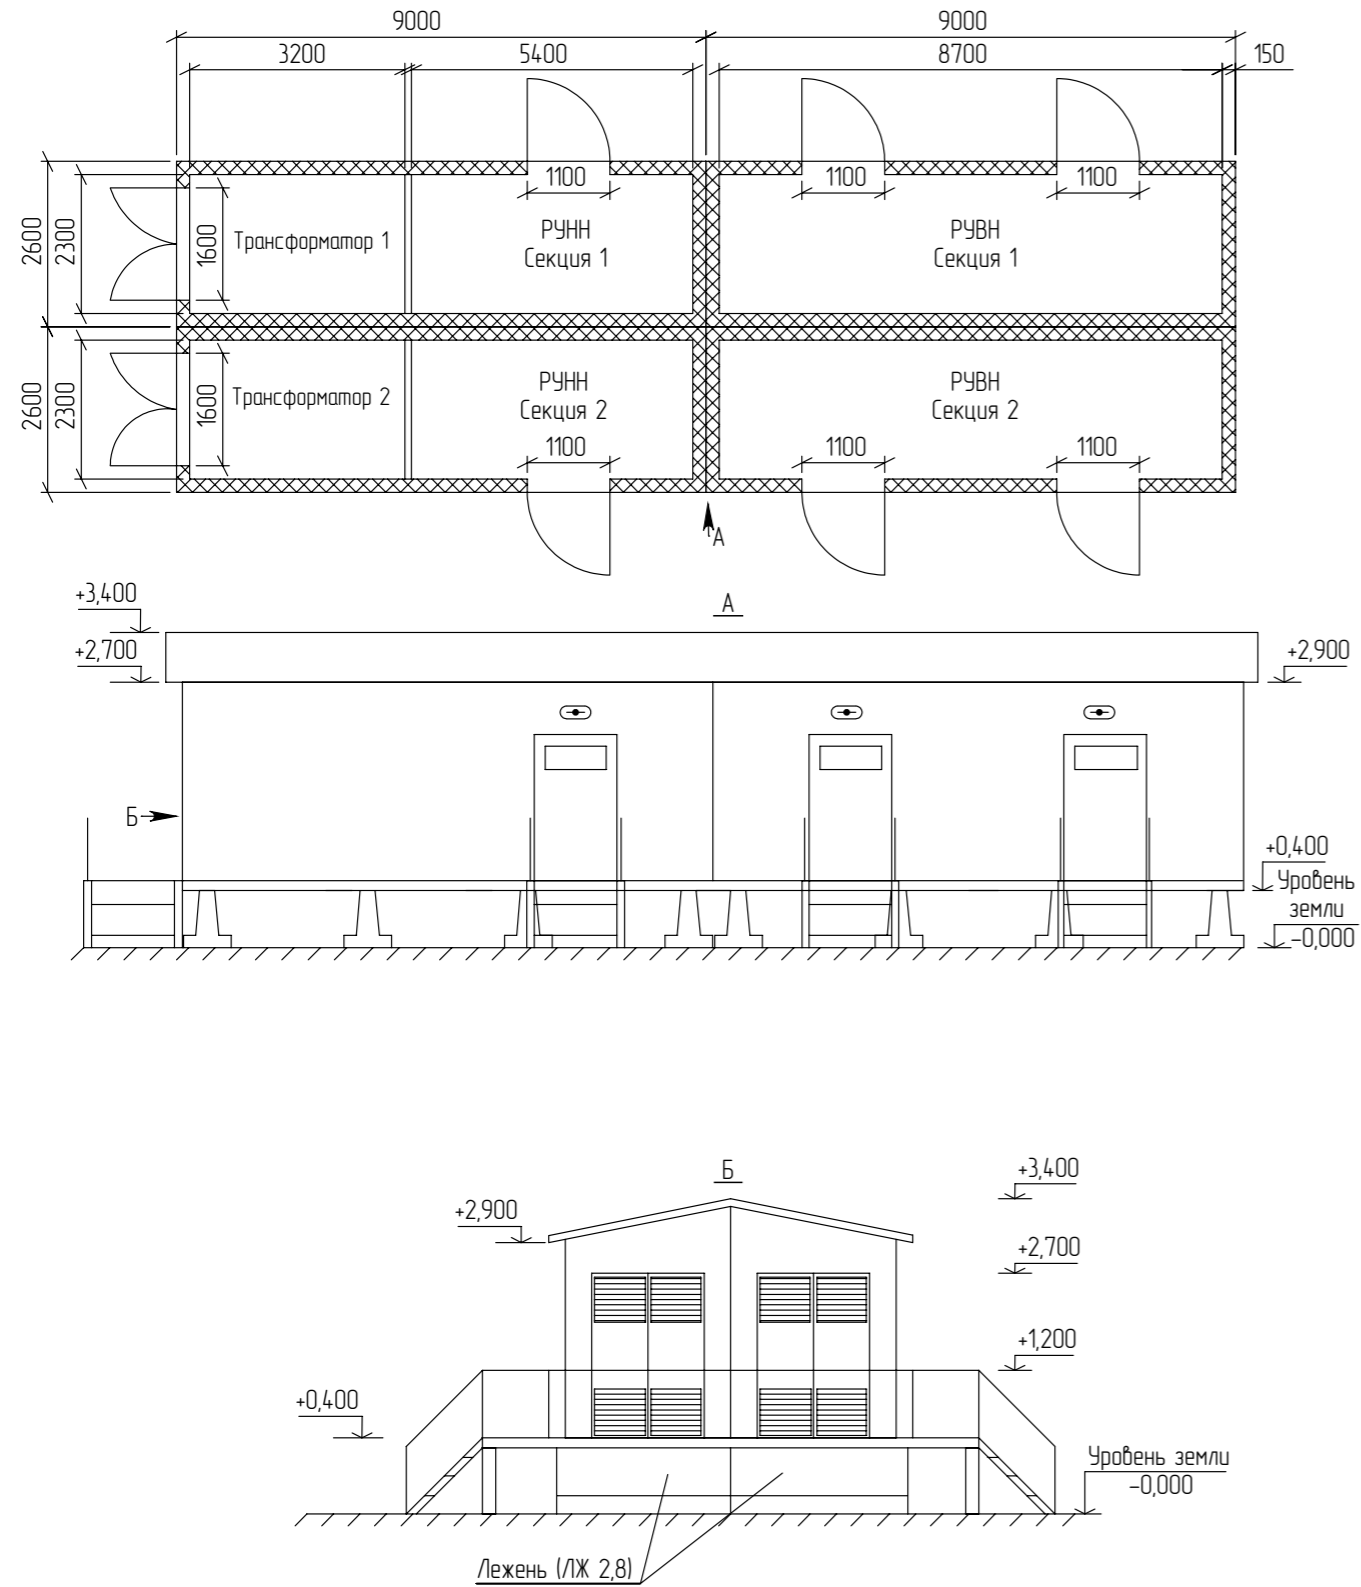 9000 9000
3200 5400 8700 150
1100 1100 1100
2600 2300 1600 Трансформатор 1
РУНН
Секция 1
РУВН
Секция 1
2600 2300 1600 Трансформатор 2
РУНН
Секция 2
РУВН
Секция 2
1100 1100 1100
А
А
+3,400
+2,700 +2,900
Б
+0,400
Уровень
земли
-0,000
Б
+3,400
+2,900
+2,700
+1,200
+0,400
Уровень земли
-0,000
Лежень (ЛЖ 2,8)